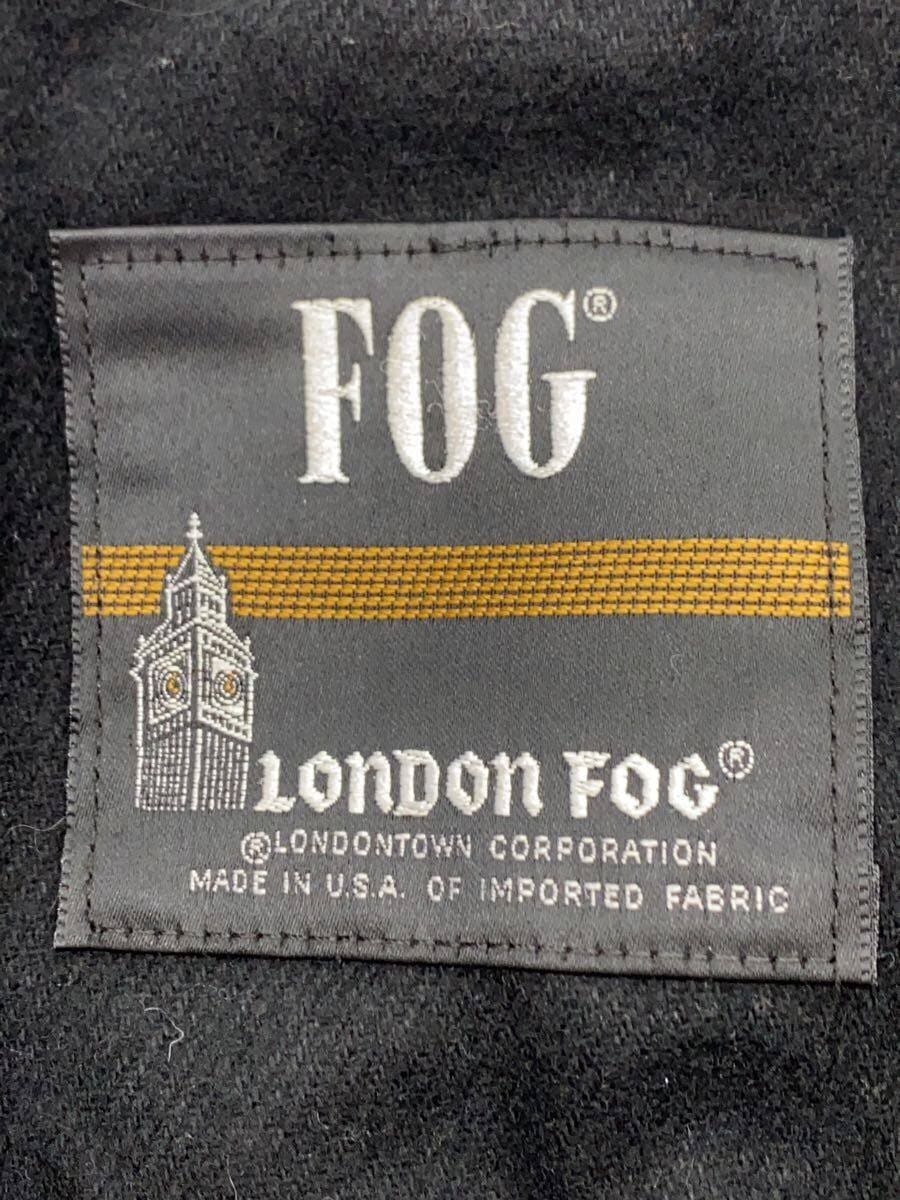 FOG®
LONDON FOG®
®LONDONTOWN CORPORATION
MADE IN U.S.A. OF IMPORTED FABRIC